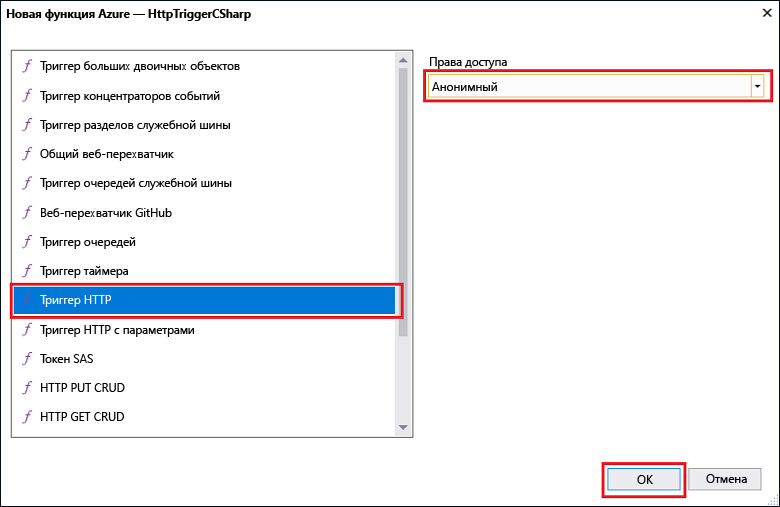 Новая функция Azure — HttpTriggerCSharp
Триггер больших двоичных объектов
Триггер концентраторов событий
Триггер разделов служебной шины
Общий веб-перехватчик
Триггер очередей служебной шины
Веб-перехватчик GitHub
Триггер очередей
Триггер таймера
Триггер HTTP
Триггер HTTP с параметрами
Токен SAS
HTTP PUT CRUD
HTTP GET CRUD
Права доступа
Анонимный
OK
Отмена